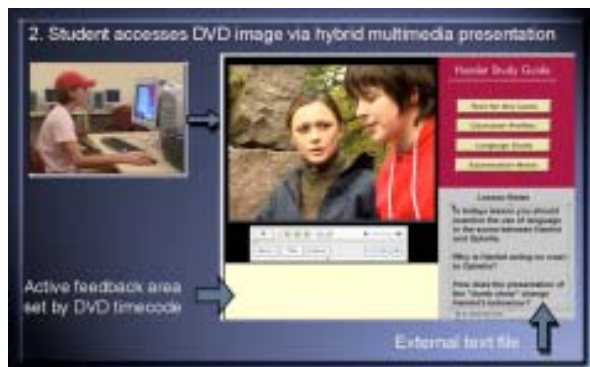 2. Student accesses DVD image via hybrid multimedia presentation
Hamlet Study Guide
Text for this scene
Character Profiles
Language Study
Examination Notes
Lesson Notes
In todays lesson you should
examine the use of language
in the scene between Hamlet
and Ophelia.
Why is Hamlet acting so cruel
to Ophelia?
How does the presentation of
the "dumb show" change
Hamlet's behaviour?
Active feedback area
set by DVD timecode
External text file